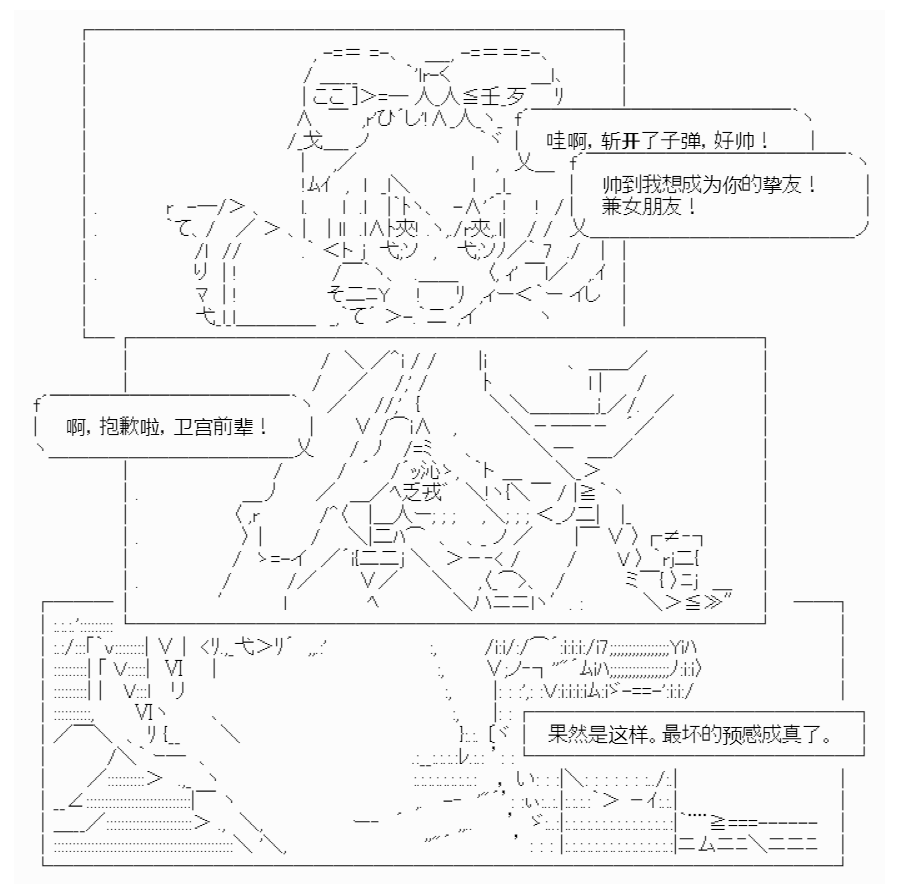 哇啊，斩开了子弹，好帅！
帅到我想成为你的挚友！
兼女朋友！
啊，抱歉啦，卫宫前辈！
果然是这样。最坏的预感成真了。